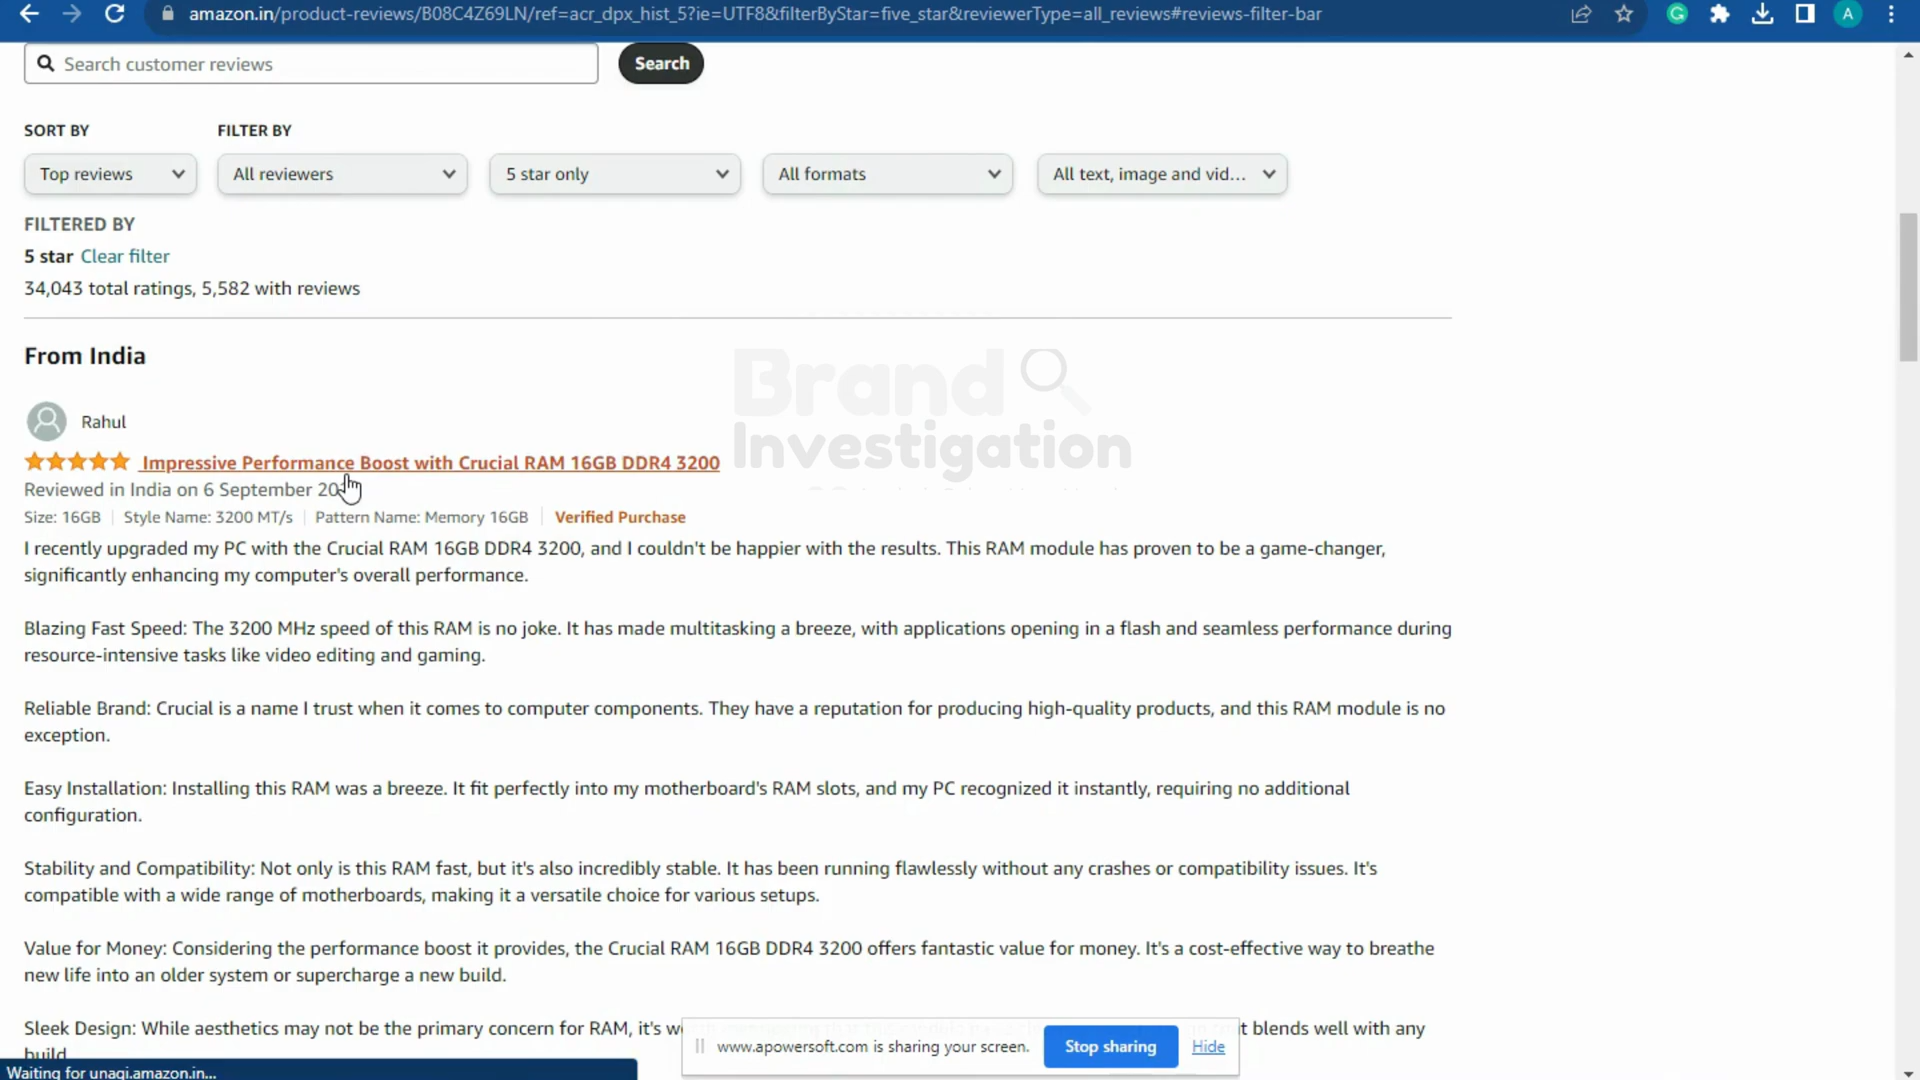 amazon.in/product-reviews/B08C4Z69LN/ref=acr_dpx_hist_5?ie=UTF8&filterByStar=five_star&reviewerType=all_reviews#reviews-filter-bar
A
Search customer reviews
Search
SORT BY
FILTER BY
Top reviews
All reviewers
5 star only
All formats
All text, image and vid...
FILTERED BY
5 star Clear filter
34,043 total ratings, 5,582 with reviews
From India
Brand
Investigation
Rahul
Impressive Performance Boost with Crucial RAM 16GB DDR4 3200
Reviewed in India on 6 September
Size: 16GB | Style Name: 3200 MT/s | Pattern Name: Memory 16GB | Verified Purchase
I recently upgraded my PC with the Crucial RAM 16GB DDR4 3200, and I couldn't be happier with the results. This RAM module has proven to be a game-changer,
significantly enhancing my computer's overall performance.
Blazing Fast Speed: The 3200 MHz speed of this RAM is no joke. It has made multitasking a breeze, with applications opening in a flash and seamless performance during
resource-intensive tasks like video editing and gaming.
Reliable Brand: Crucial is a name I trust when it comes to computer components. They have a reputation for producing high-quality products, and this RAM module is no
exception.
Easy Installation: Installing this RAM was a breeze. It fit perfectly into my motherboard's RAM slots, and my PC recognized it instantly, requiring no additional
configuration.
Stability and Compatibility: Not only is this RAM fast, but it's also incredibly stable. It has been running flawlessly without any crashes or compatibility issues. It's
compatible with a wide range of motherboards, making it a versatile choice for various setups.
Value for Money: Considering the performance boost it provides, the Crucial RAM 16GB DDR4 3200 offers fantastic value for money. It's a cost-effective way to breathe
new life into an older system or supercharge a new build.
Sleek Design: While aesthetics may not be the primary concern for RAM, it's blends well with any
build.
www.apowersoft.com is sharing your screen.
Stop sharing
Hide
Waiting for unagi.amazon.in...